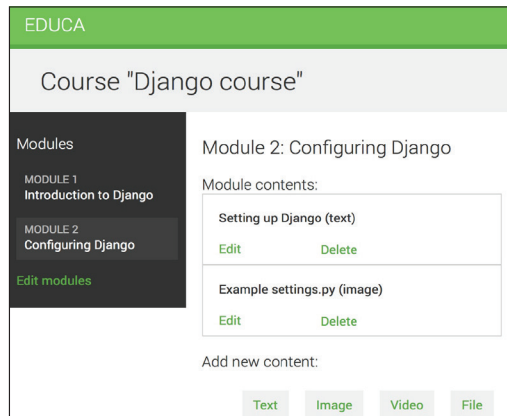 EDUCA
Course "Django course"
Modules
MODULE 1
Introduction to Django
MODULE 2
Configuring Django
Edit modules
Module 2: Configuring Django
Module contents:
Setting up Django (text)
Edit Delete
Example settings.py (image)
Edit Delete
Add new content:
Text Image Video File